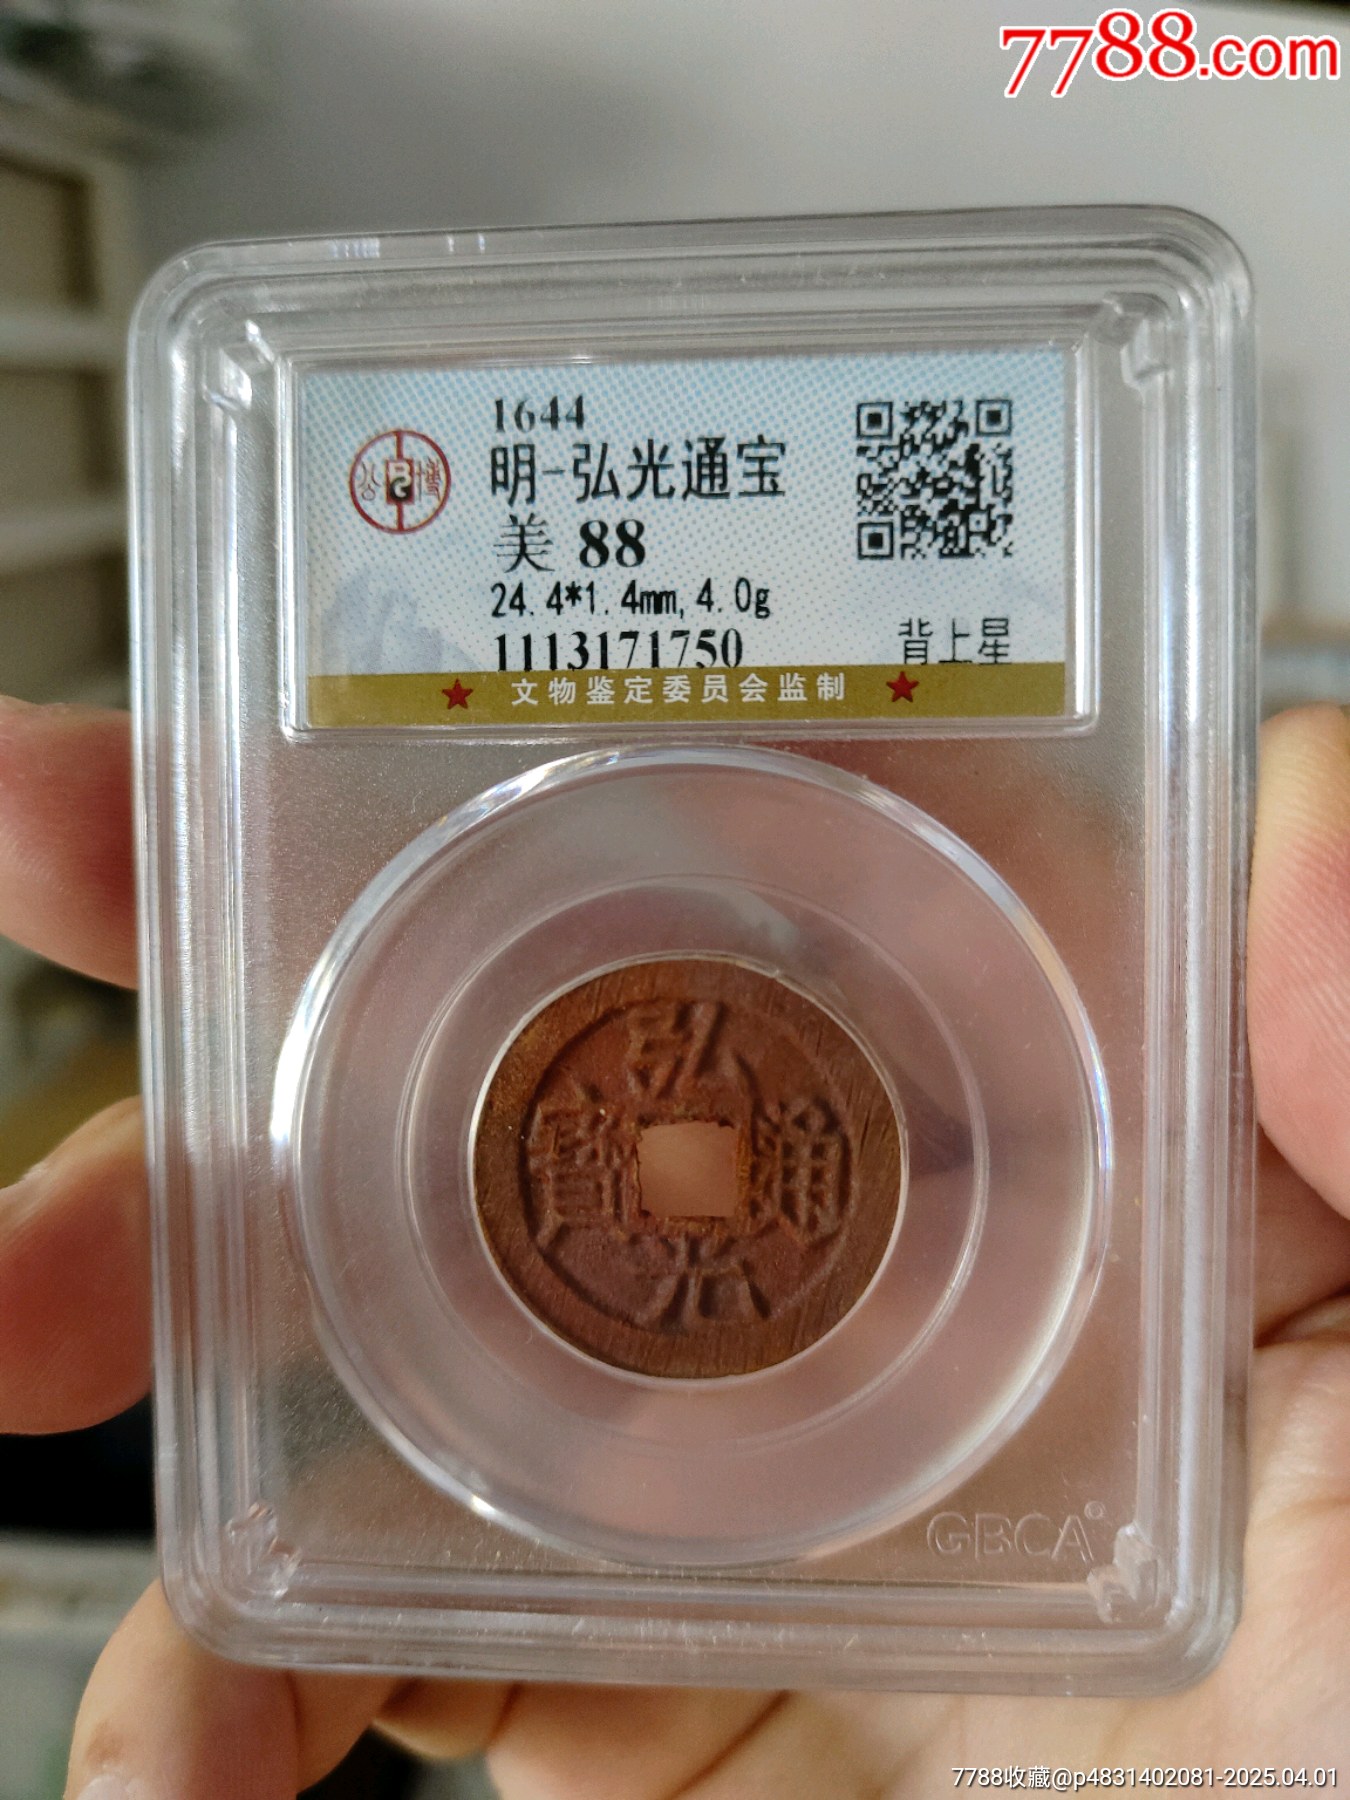 7788.com
1644
明-弘光通宝
公博
美 88
24.4*1.4mm,4.0g
1113171750
背上星
★ 文物鉴定委员会监制 ★
弘
寶 通
光
GBCA
7788收藏@p4831402081-2025.04.01